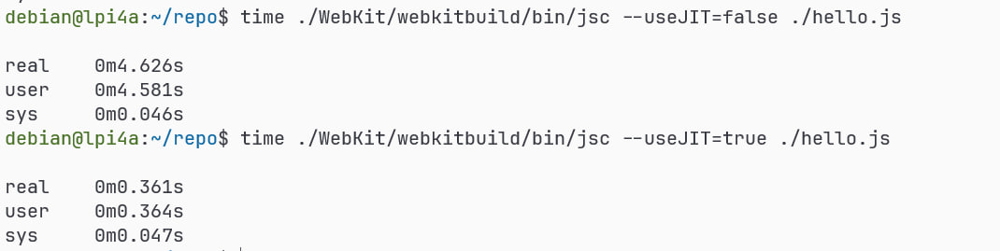 debian@lpi4a:~/repo$ time ./WebKit/webkitbuild/bin/jsc --useJIT=false ./hello.js
real    0m4.626s
user    0m4.581s
sys     0m0.046s
debian@lpi4a:~/repo$ time ./WebKit/webkitbuild/bin/jsc --useJIT=true ./hello.js
real    0m0.361s
user    0m0.364s
sys     0m0.047s